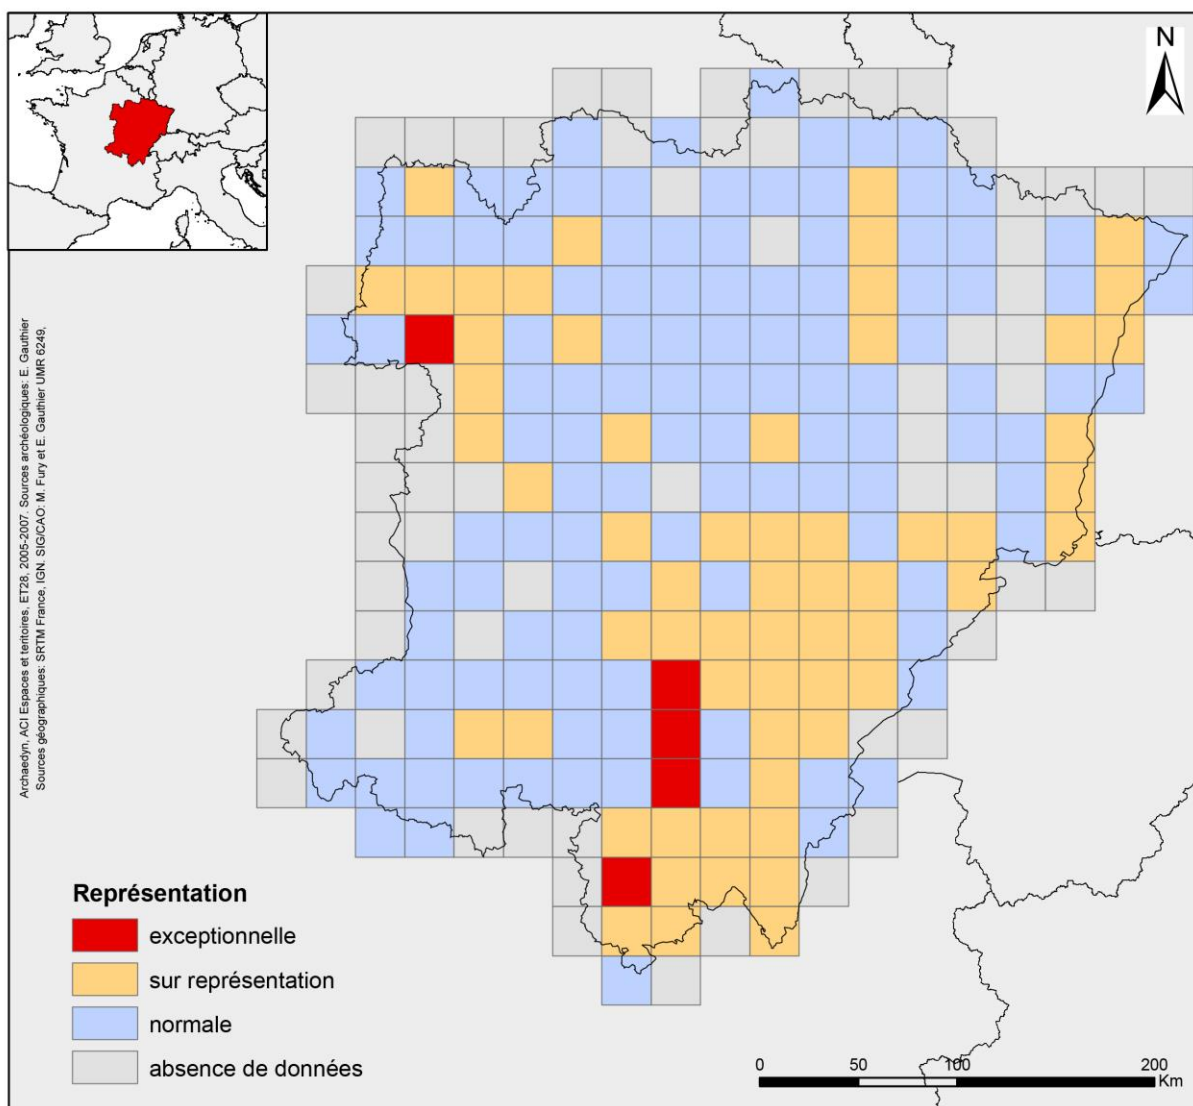 N
Archaedyn, ACI Espaces et territoires, ET28, 2005-2007. Sources archéologiques: E. Gauthier
Sources géographiques: SRTM France, IGN. SIG/CAO: M. Fury et E. Gauthier UMR 6249,
Représentation
exceptionnelle
sur représentation
normale
absence de données
0 50 100 200
Km